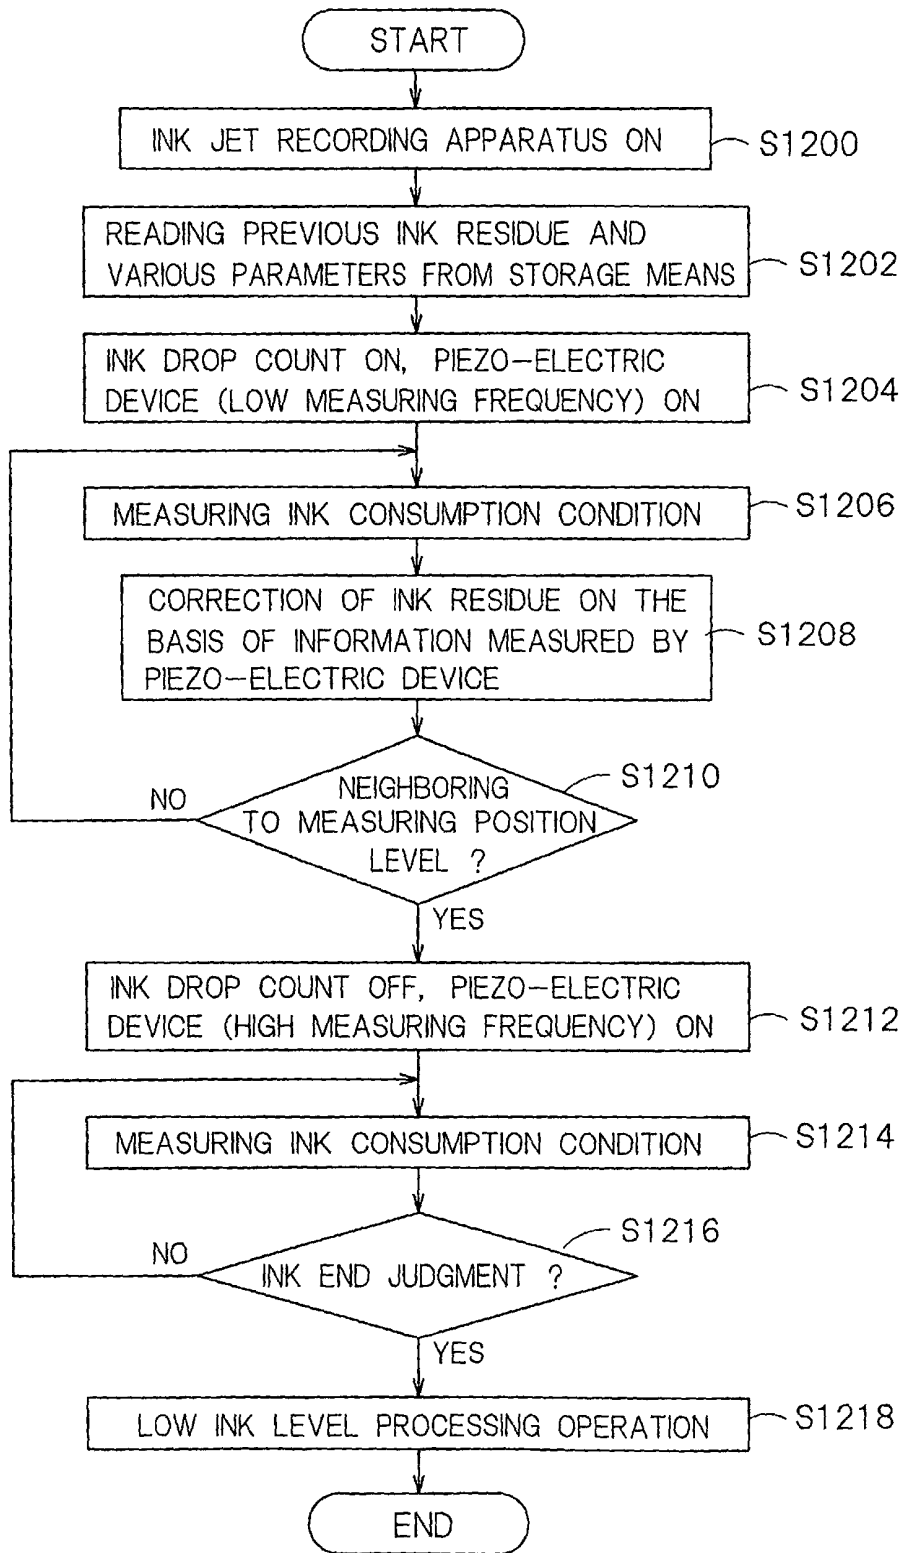 START
INK JET RECORDING APPARATUS ON
S1200
READING PREVIOUS INK RESIDUE AND
VARIOUS PARAMETERS FROM STORAGE MEANS
S1202
INK DROP COUNT ON, PIEZO-ELECTRIC
DEVICE (LOW MEASURING FREQUENCY) ON
S1204
MEASURING INK CONSUMPTION CONDITION
S1206
CORRECTION OF INK RESIDUE ON THE
BASIS OF INFORMATION MEASURED BY
PIEZO-ELECTRIC DEVICE
S1208
NEIGHBORING
TO MEASURING POSITION
LEVEL ?
S1210
NO
YES
INK DROP COUNT OFF, PIEZO-ELECTRIC
DEVICE (HIGH MEASURING FREQUENCY) ON
S1212
MEASURING INK CONSUMPTION CONDITION
S1214
INK END JUDGMENT ?
S1216
NO
YES
LOW INK LEVEL PROCESSING OPERATION
S1218
END